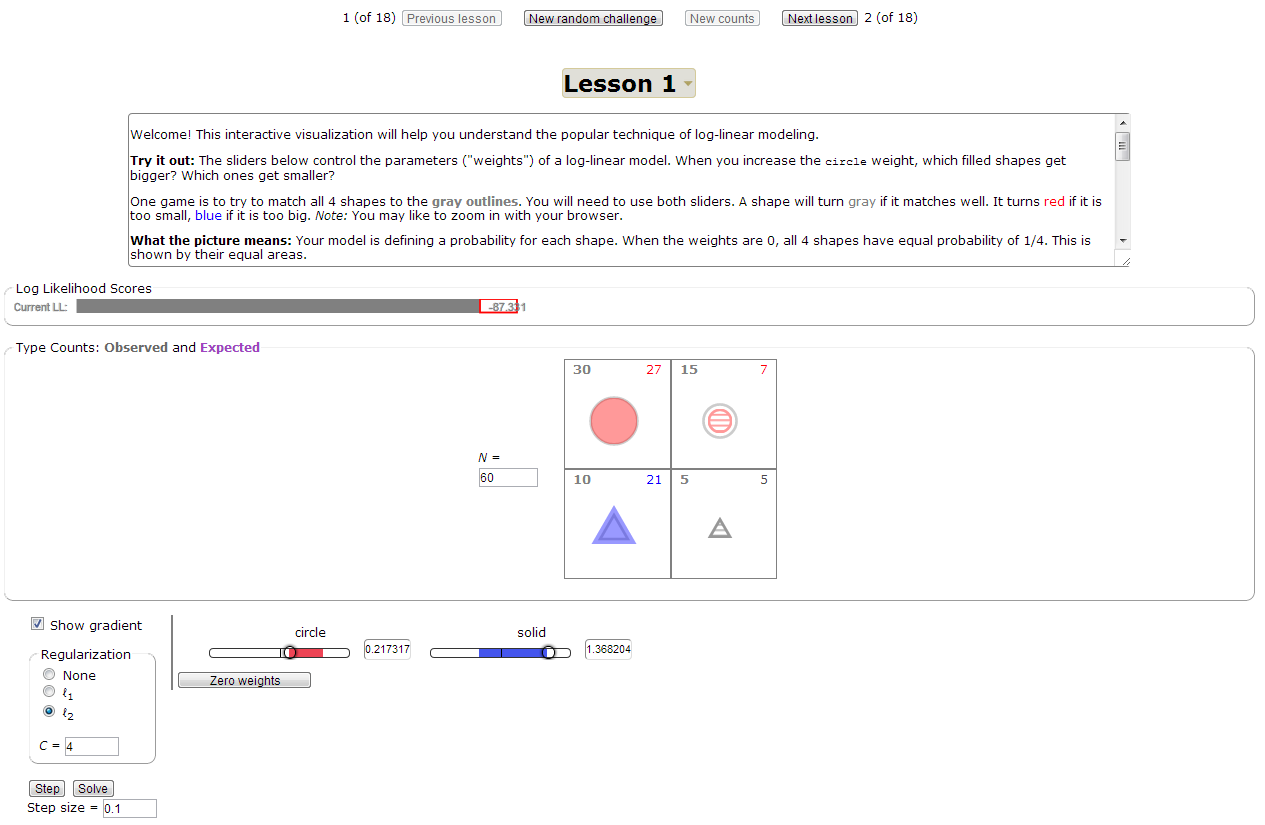 1 (of 18) Previous lesson New random challenge New counts Next lesson 2 (of 18)
Lesson 1
Welcome! This interactive visualization will help you understand the popular technique of log-linear modeling.
Try it out: The sliders below control the parameters ("weights") of a log-linear model. When you increase the circle weight, which filled shapes get
bigger? Which ones get smaller?
One game is to try to match all 4 shapes to the gray outlines. You will need to use both sliders. A shape will turn gray if it matches well. It turns red if it is
too small, blue if it is too big. Note: You may like to zoom in with your browser.
What the picture means: Your model is defining a probability for each shape. When the weights are 0, all 4 shapes have equal probability of 1/4. This is
shown by their equal areas.
Log Likelihood Scores
Current LL: -87.331
Type Counts: Observed and Expected
30 27 15 7
N =
60
10 21 5 5
Show gradient
circle solid
0.217317 1.368204
Regularization
None
ℓ1
ℓ2
Zero weights
C = 4
Step Solve
Step size = 0.1